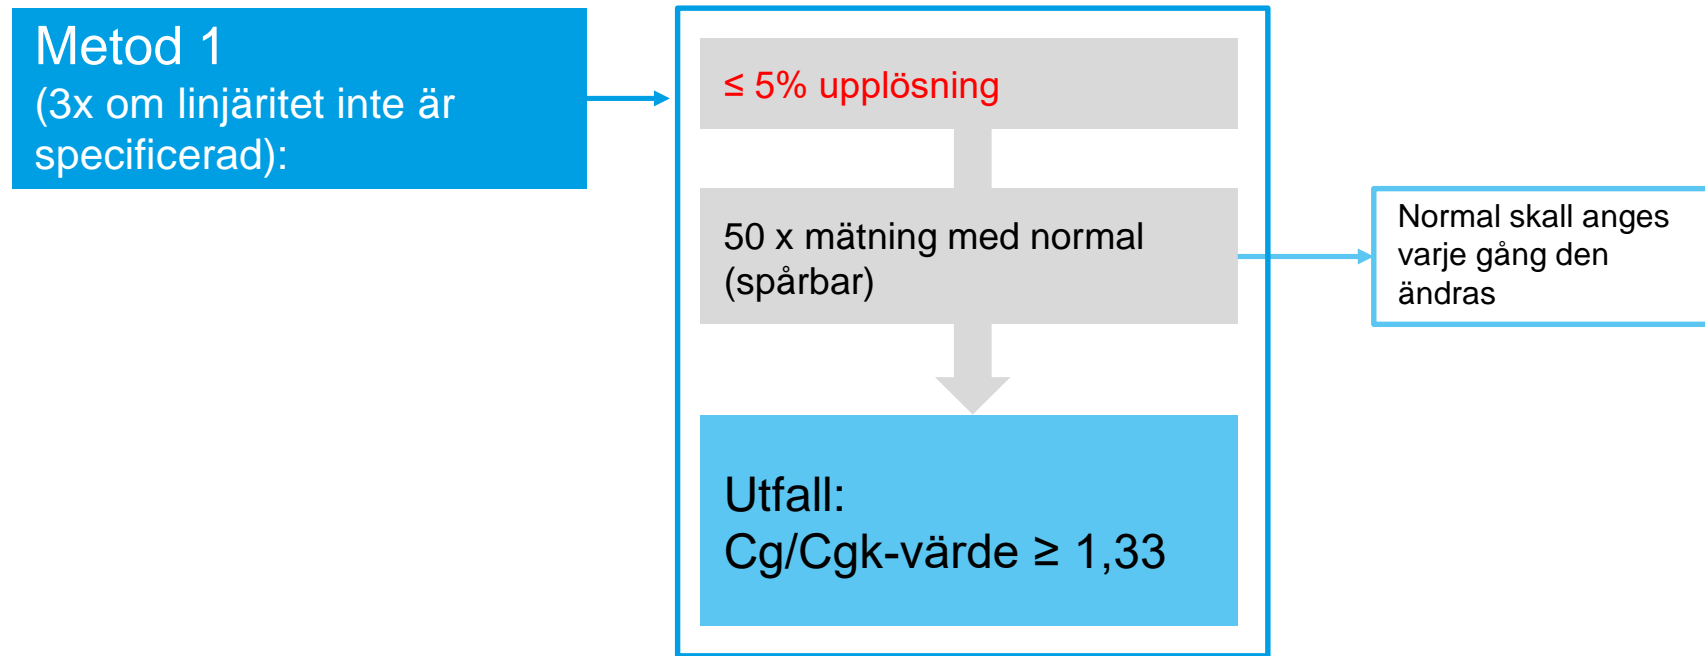 Metod 1
(3x om linjäritet inte är
specificerad):
≤ 5% upplösning
50 x mätning med normal
(spårbar)
Normal skall anges
varje gång den
ändras
Utfall:
Cg/Cgk-värde ≥ 1,33